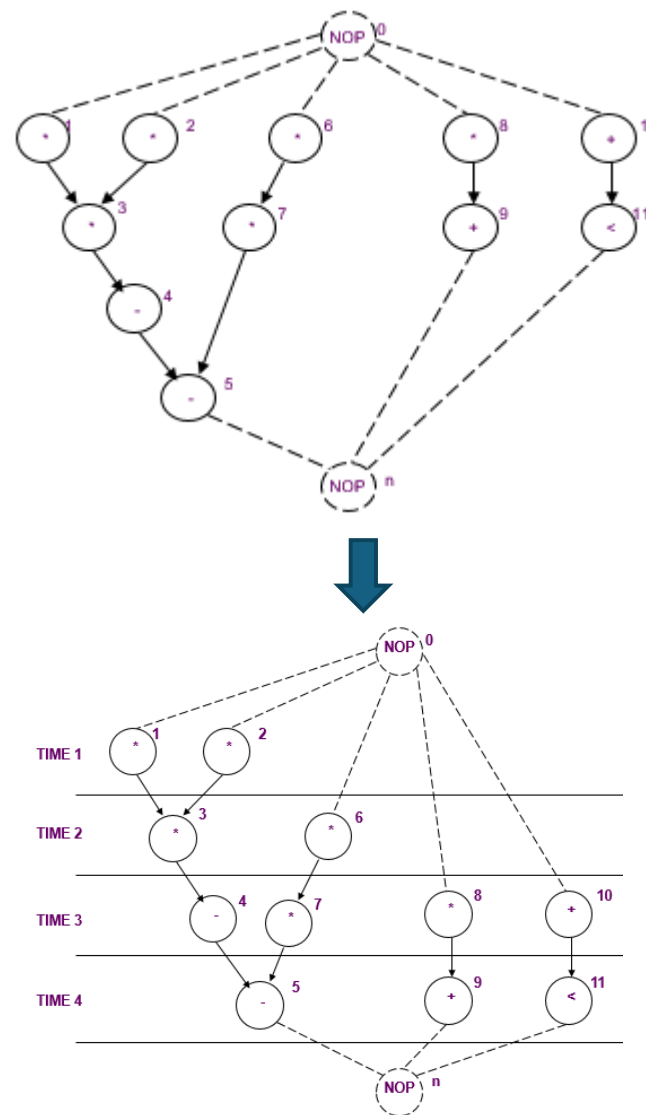 NOP 0
* 1 * 2 * 6 * 8 + 1
* 3 * 7 + 9 < 11
- 4
- 5
NOP n
NOP 0
TIME 1 * 1 * 2
TIME 2 * 3 * 6
TIME 3 - 4 * 7 * 8 + 10
TIME 4 - 5 + 9 < 11
NOP n